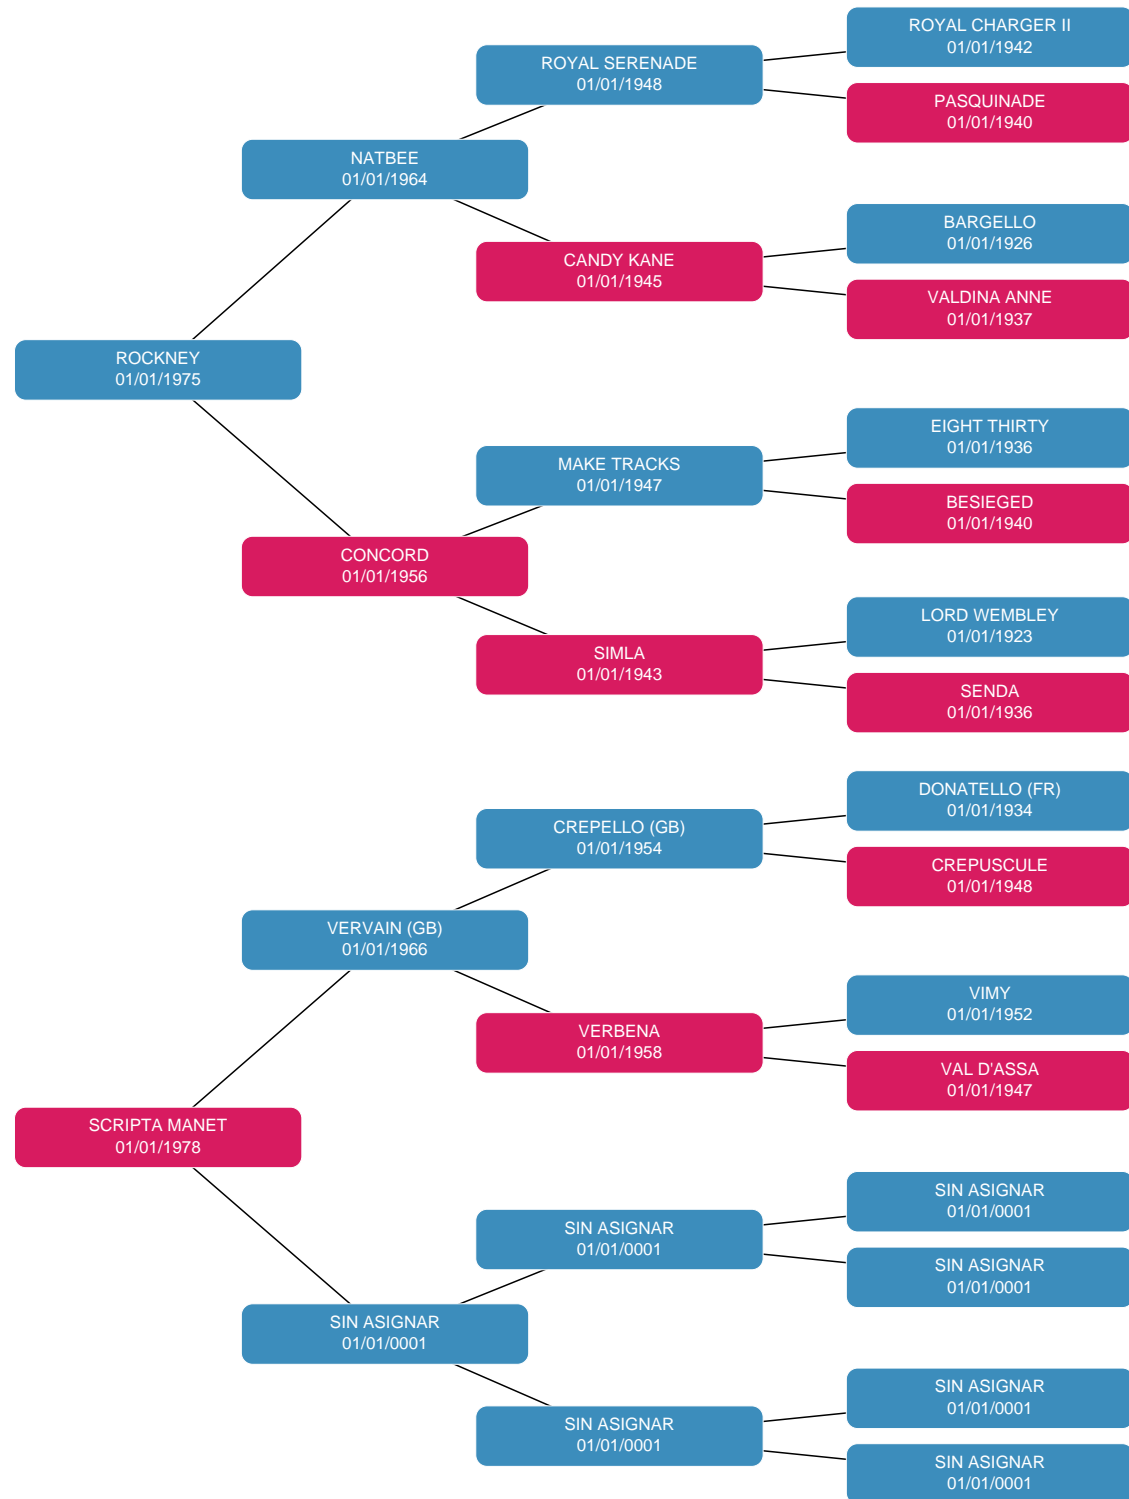 ROYAL CHARGER II
01/01/1942
ROYAL SERENADE
01/01/1948
PASQUINADE
01/01/1940
NATBEE
01/01/1964
BARGELLO
01/01/1926
CANDY KANE
01/01/1945
VALDINA ANNE
01/01/1937
ROCKNEY
01/01/1975
EIGHT THIRTY
01/01/1936
MAKE TRACKS
01/01/1947
BESIEGED
01/01/1940
CONCORD
01/01/1956
LORD WEMBLEY
01/01/1923
SIMLA
01/01/1943
SENDA
01/01/1936
DONATELLO (FR)
01/01/1934
CREPELLO (GB)
01/01/1954
CREPUSCULE
01/01/1948
VERVAIN (GB)
01/01/1966
VIMY
01/01/1952
VERBENA
01/01/1958
VAL D'ASSA
01/01/1947
SCRIPTA MANET
01/01/1978
SIN ASIGNAR
01/01/0001
SIN ASIGNAR
01/01/0001
SIN ASIGNAR
01/01/0001
SIN ASIGNAR
01/01/0001
SIN ASIGNAR
01/01/0001
SIN ASIGNAR
01/01/0001
SIN ASIGNAR
01/01/0001